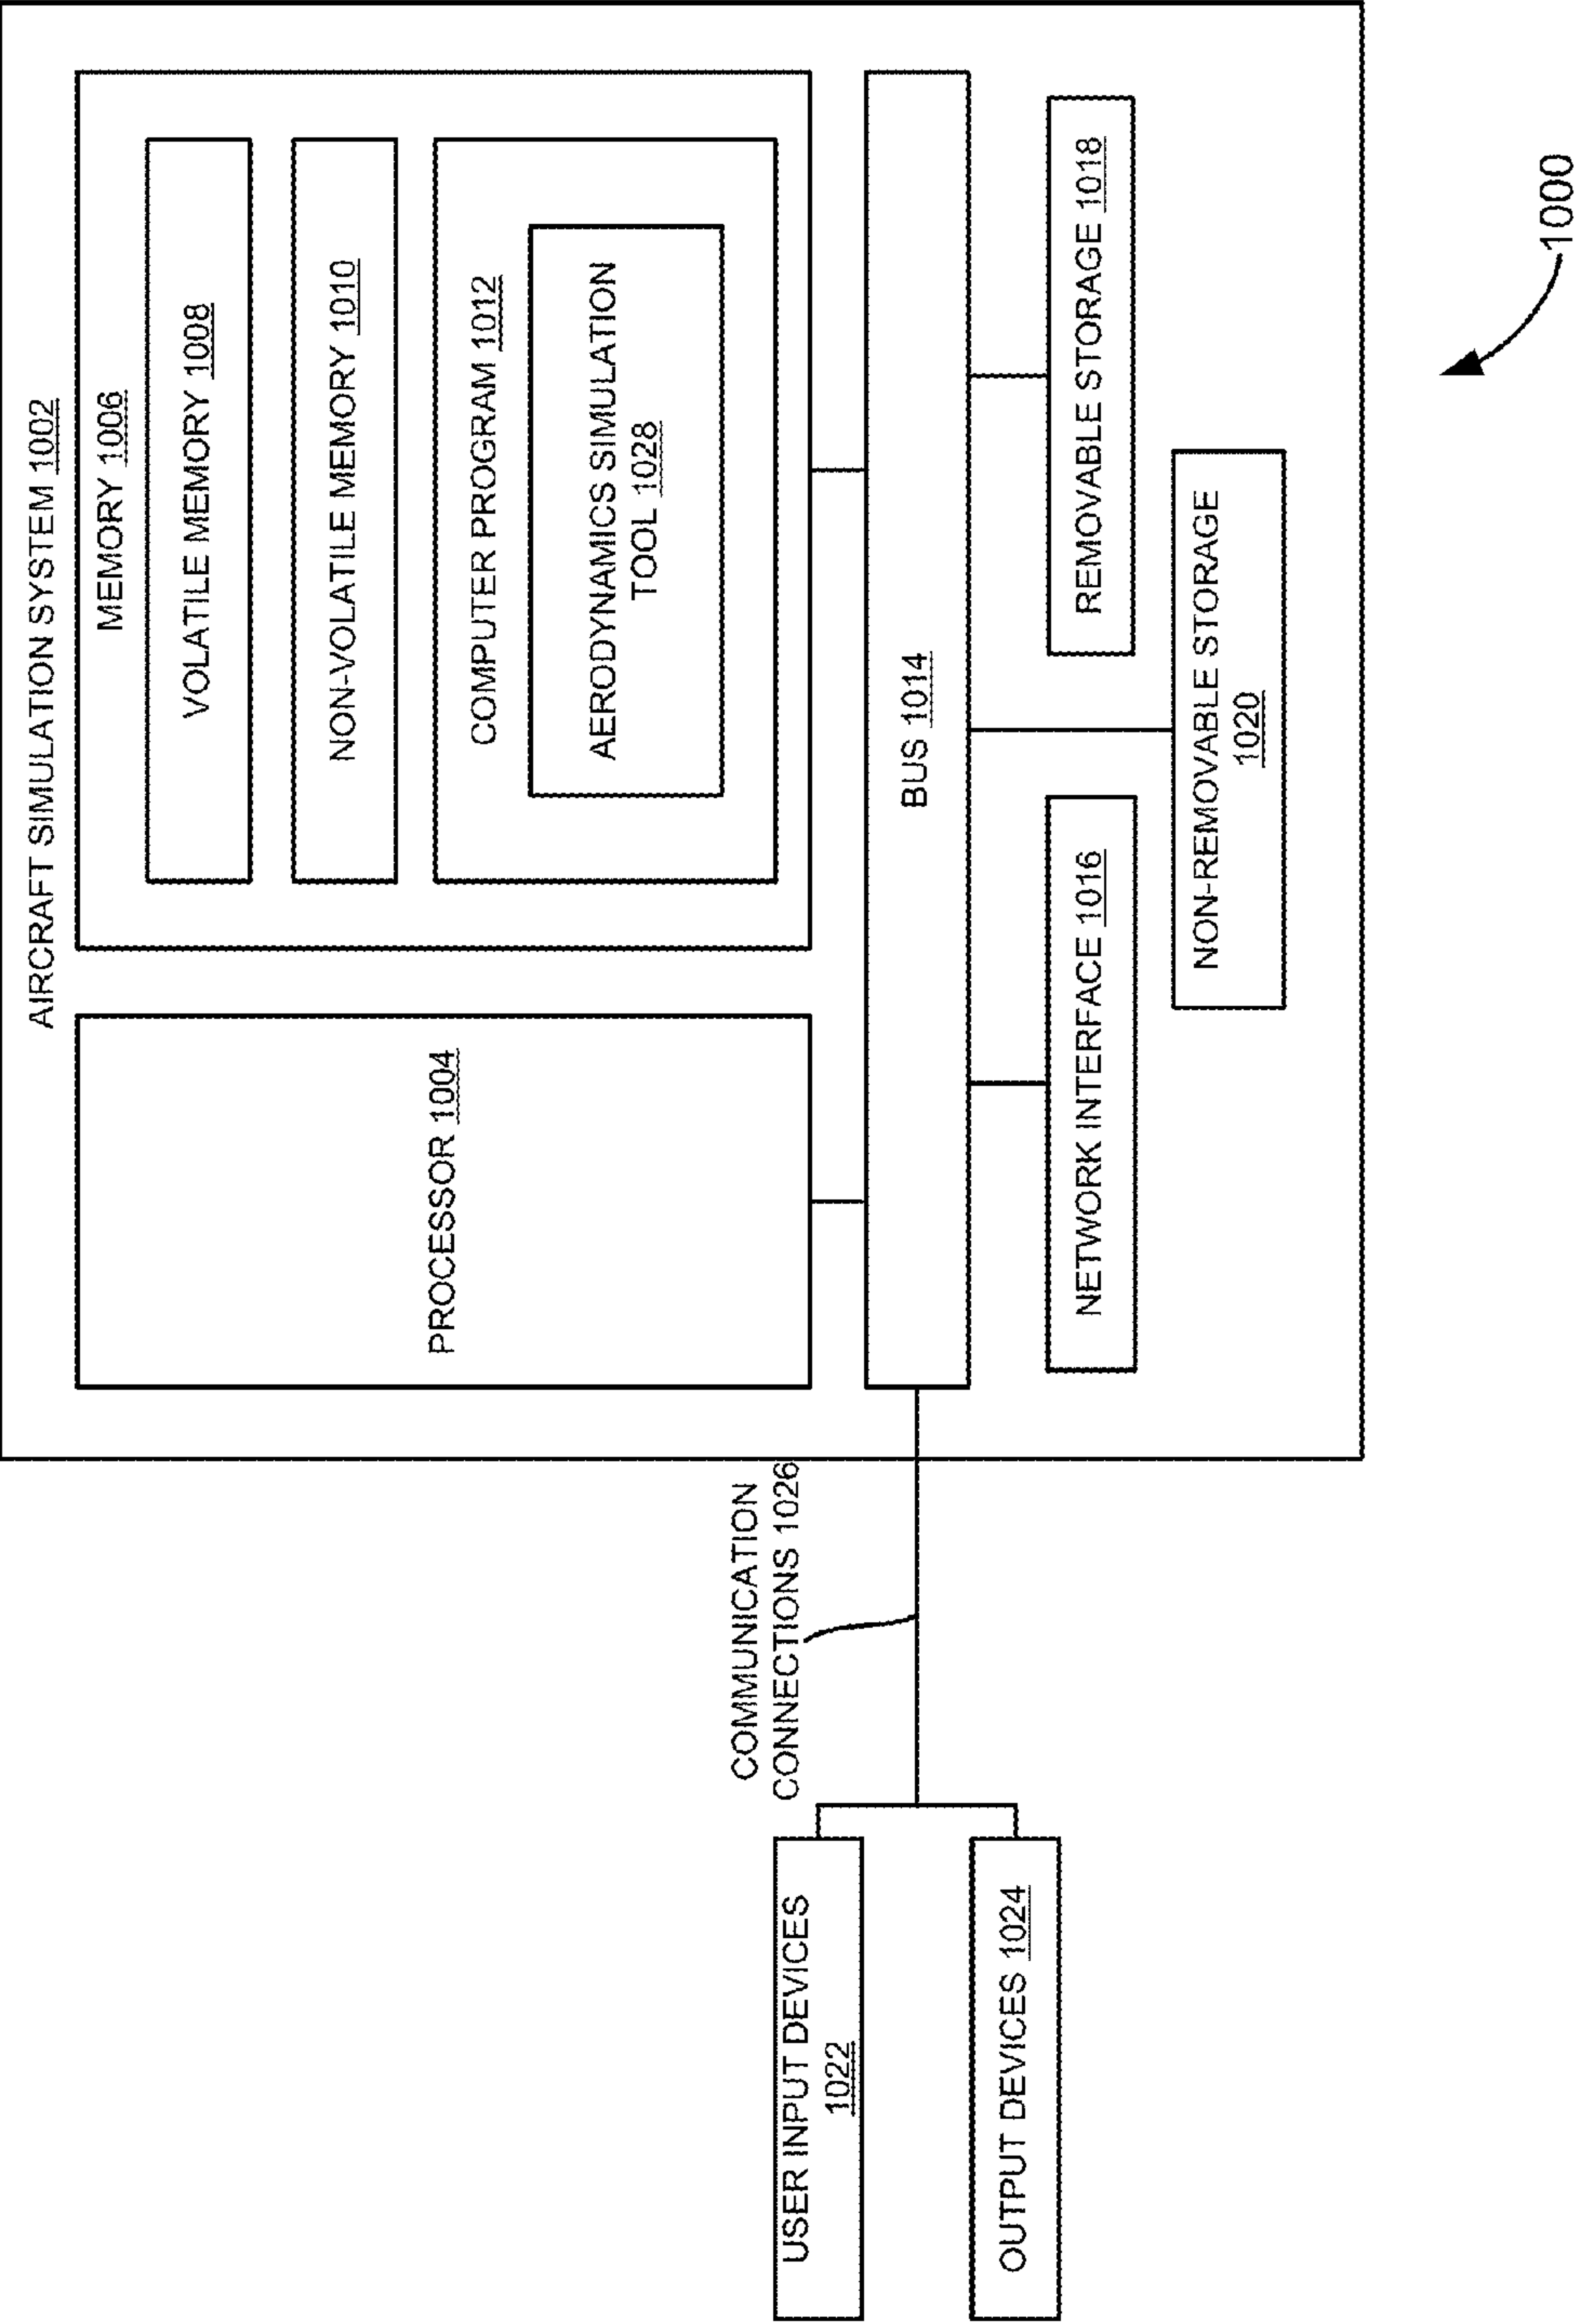 AIRCRAFT SIMULATION SYSTEM 1002
MEMORY 1006
VOLATILE MEMORY 1008
NON-VOLATILE MEMORY 1010
COMPUTER PROGRAM 1012
AERODYNAMICS SIMULATION
TOOL 1028
PROCESSOR 1004
BUS 1014
NETWORK INTERFACE 1016
REMOVABLE STORAGE 1018
NON-REMOVABLE STORAGE
1020
COMMUNICATION
CONNECTIONS 1026
USER INPUT DEVICES
1022
OUTPUT DEVICES 1024
1000